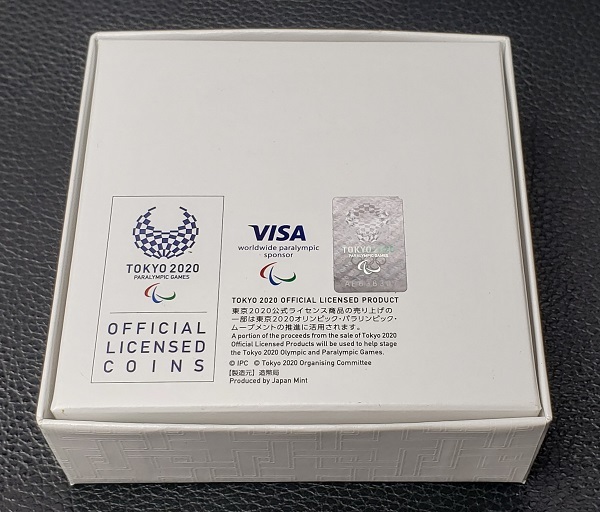 TOKYO 2020
PARALYMPIC GAMES
OFFICIAL
LICENSED
COINS
VISA
worldwide paralympic
sponsor
TOKYO 2020
PARALYMPIC GAMES
TOKYO 2020 OFFICIAL LICENSED PRODUCT
東京2020公式ライセンス商品の売り上げの
一部は東京2020オリンピック・パラリンピック・
ムーブメントの推進に活用されます。
A portion of the proceeds from the sale of Tokyo 2020
Official Licensed Products will be used to help stage
the Tokyo 2020 Olympic and Paralympic Games.
© IPC © Tokyo 2020 Organising Committee
【製造元】造幣局
Produced by Japan Mint